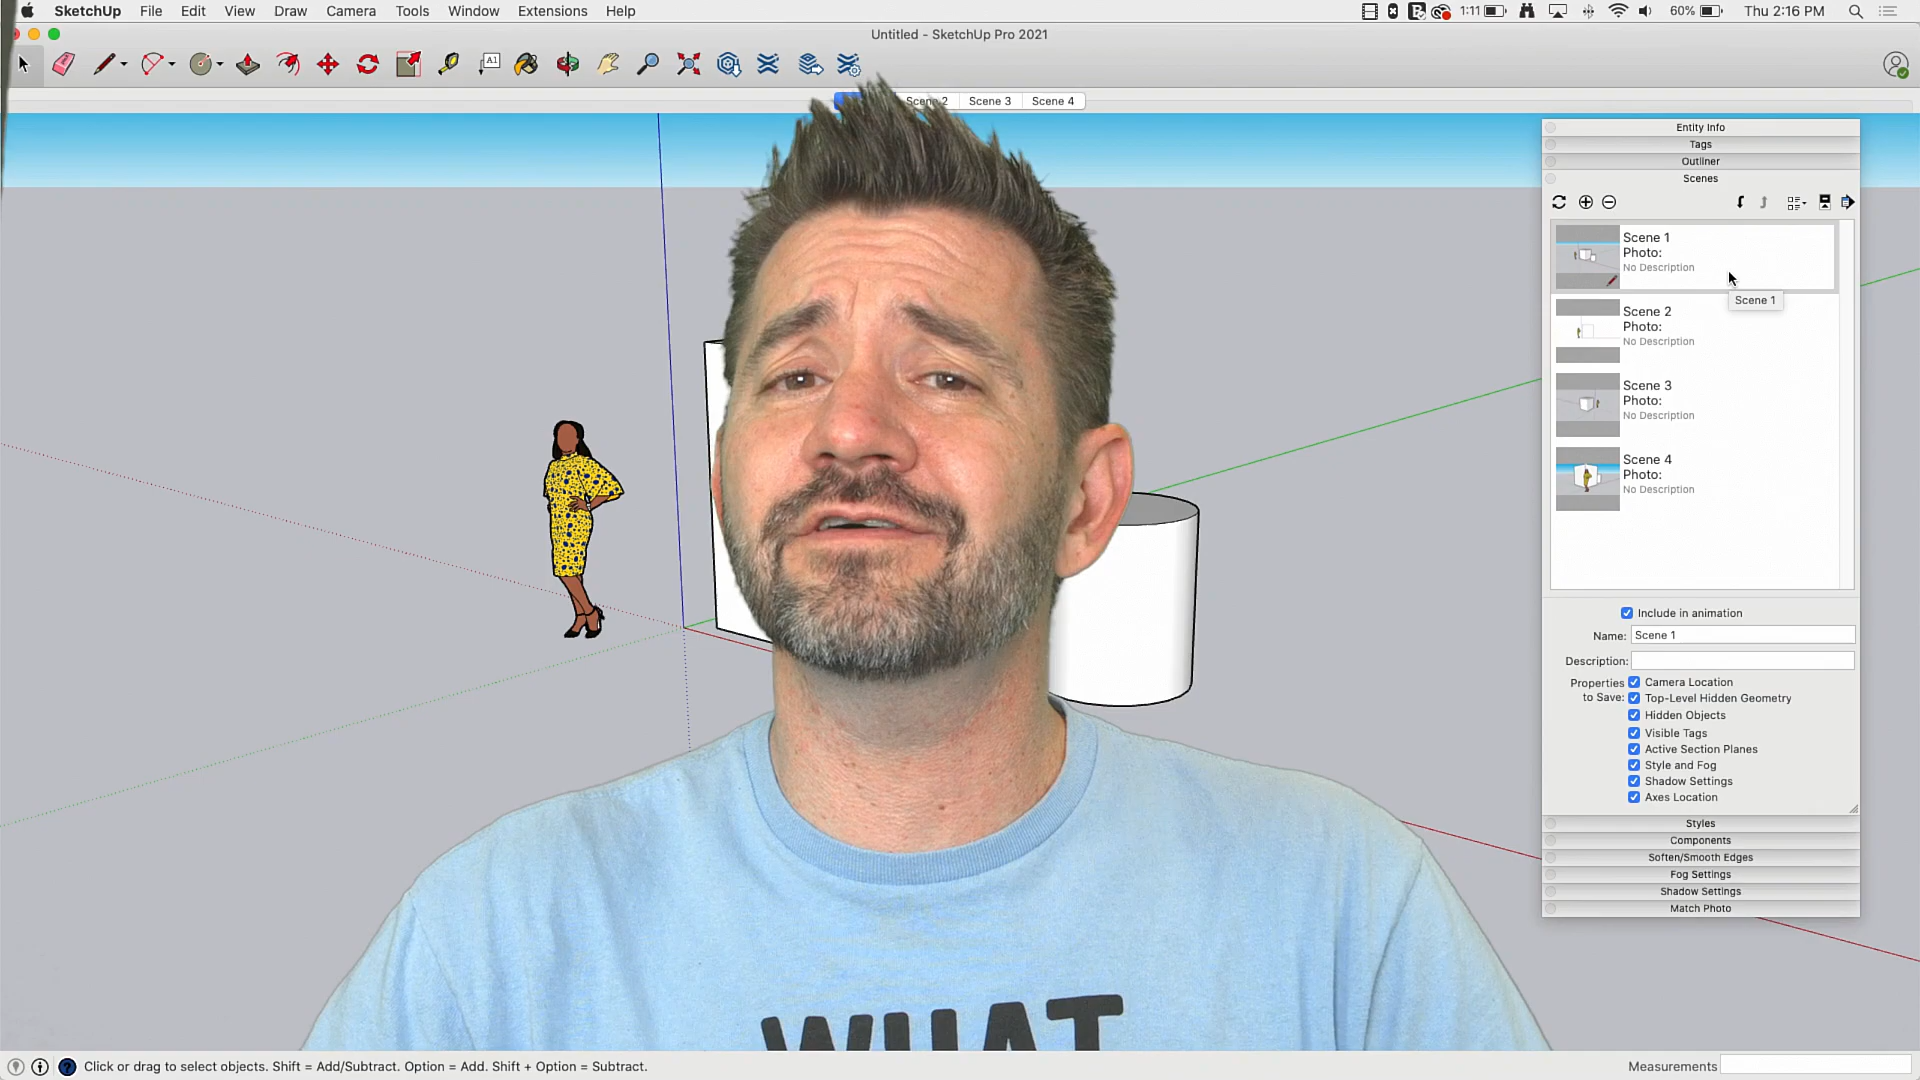 SketchUp File Edit View Draw Camera Tools Window Extensions Help
1:11 60% Thu 2:16 PM
Untitled - SketchUp Pro 2021
A1
Scene 2 Scene 3 Scene 4
Entity Info
Tags
Outliner
Scenes
Scene 1
Photo:
No Description
Scene 1
Scene 2
Photo:
No Description
Scene 3
Photo:
No Description
Scene 4
Photo:
No Description
Include in animation
Name: Scene 1
Description:
Properties to Save:
Camera Location
Top-Level Hidden Geometry
Hidden Objects
Visible Tags
Active Section Planes
Style and Fog
Shadow Settings
Axes Location
Styles
Components
Soften/Smooth Edges
Fog Settings
Shadow Settings
Match Photo
WHAT
Click or drag to select objects. Shift = Add/Subtract. Option = Add. Shift + Option = Subtract.
Measurements